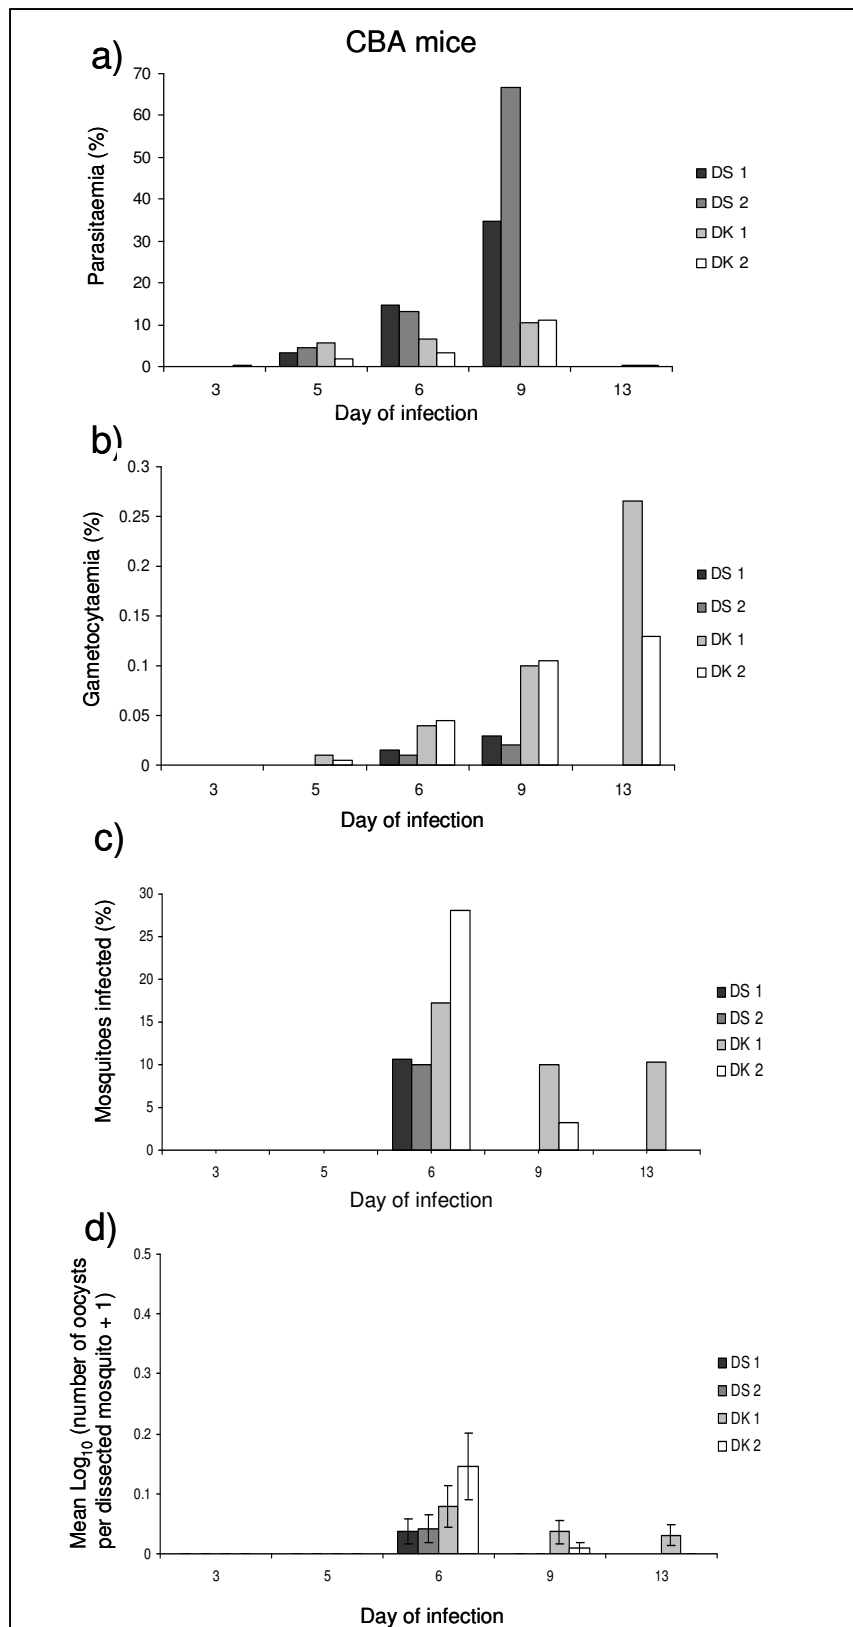 CBA mice
a)
Parasitaemia (%)
70
60
50
40
30
20
10
0
3 5 6 9 13
Day of infection
DS 1
DS 2
DK 1
DK 2
b)
Gametocytaemia (%)
0.3
0.25
0.2
0.15
0.1
0.05
0
3 5 6 9 13
Day of infection
DS 1
DS 2
DK 1
DK 2
c)
Mosquitoes infected (%)
30
25
20
15
10
5
0
3 5 6 9 13
Day of infection
DS 1
DS 2
DK 1
DK 2
d)
Mean Log10 (number of oocysts
per dissected mosquito + 1)
0.5
0.4
0.3
0.2
0.1
0
3 5 6 9 13
Day of infection
DS 1
DS 2
DK 1
DK 2